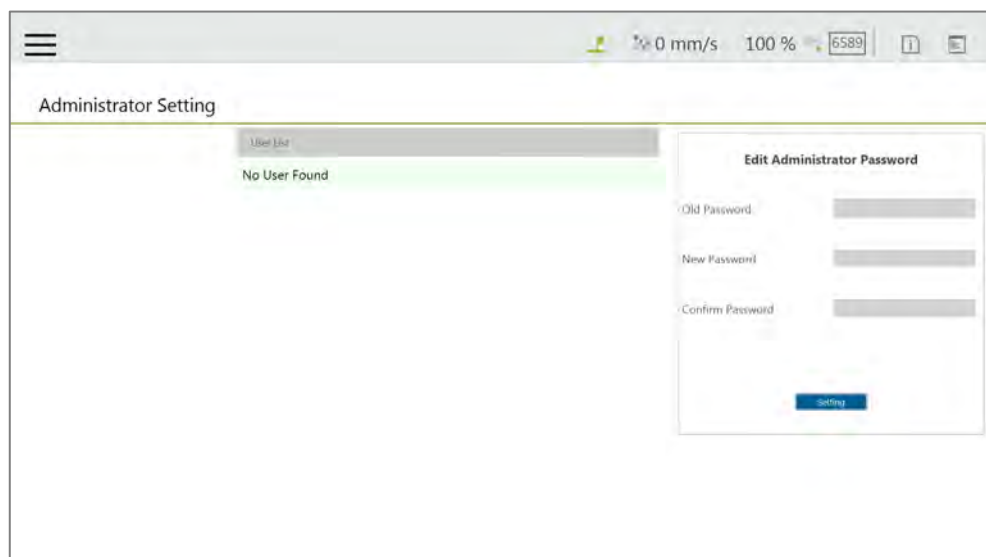 0 mm/s 100 % 6589
Administrator Setting
User List
No User Found
Edit Administrator Password
Old Password
New Password
Confirm Password
Setting